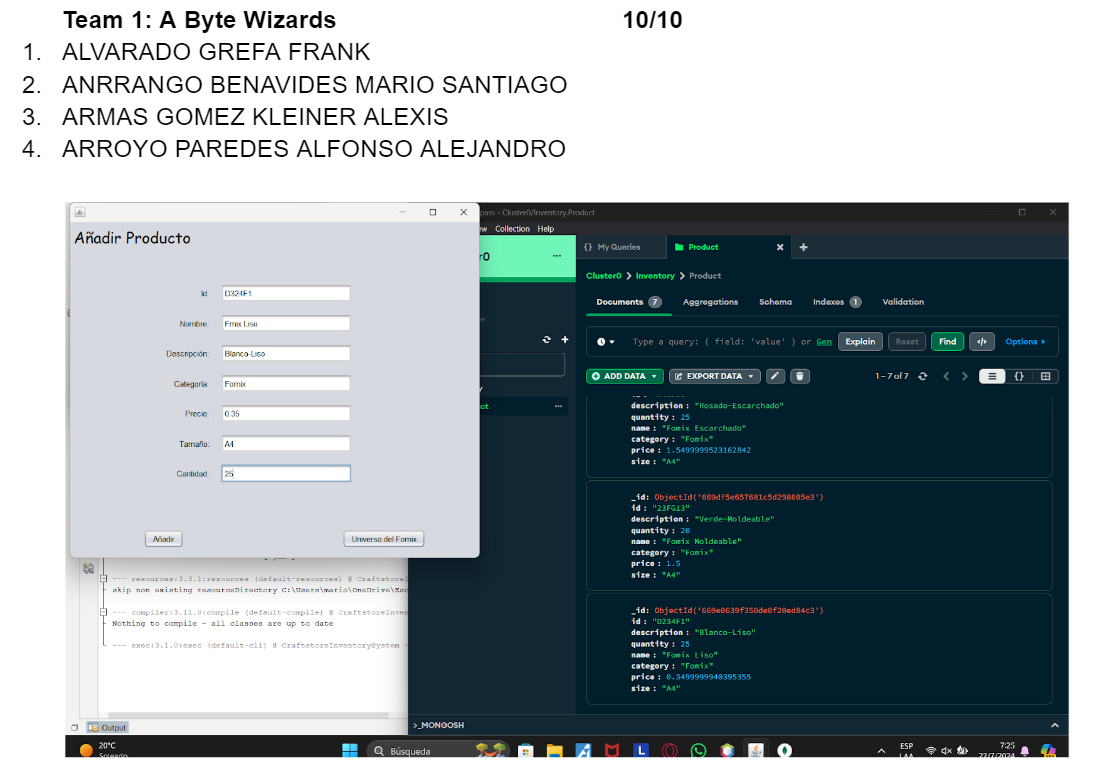 Team 1: A Byte Wizards 10/10
1. ALVARADO GREFA FRANK
2. ANRRANGO BENAVIDES MARIO SANTIAGO
3. ARMAS GOMEZ KLEINER ALEXIS
4. ARROYO PAREDES ALFONSO ALEJANDRO
Añadir Producto
Id: D324F1
Nombre: Fmix Liso
Descripción: Blanco-Liso
Categoría: Fomix
Precio: 0.35
Tamaño: A4
Cantidad: 25
Añadir Universo del Fomix
pass - Cluster0/Inventory.Product
ew Collection Help
r0 ...
{} My Queries Product
Cluster0 > Inventory > Product
Documents 7 Aggregations Schema Indexes 1 Validation
Type a query: { field: 'value' } or Gen Explain Reset Find </> Options
ADD DATA EXPORT DATA 1-7 of 7 {}
description : "Rosado-Escarchado"
quantity : 25
name : "Fomix Escarchado"
category : "Fomix"
price : 1.5499999523162842
size : "A4"
_id: ObjectId('669df5e657681c5d298605e3')
id : "23FG13"
description : "Verde-Moldeable"
quantity : 20
name : "Fomix Moldeable"
category : "Fomix"
price : 1.5
size : "A4"
_id: ObjectId('669e0639f350de0f20ed84c3')
id : "D234F1"
description : "Blanco-Liso"
quantity : 25
name : "Fomix Liso"
category : "Fomix"
price : 0.3499999940395355
size : "A4"
--- resources:3.3.1:resources (default-resources) @ CraftstoreI
skip non existing resourceDirectory C:\Users\mario\OneDrive\Esc
--- compiler:3.11.0:compile (default-compile) @ CraftstoreInven
Nothing to compile - all classes are up to date
--- exec:3.1.0:exec (default-cli) @ CraftstoreInventorySystem -
Output
>_MONGOSH
20°C
Soleado
Búsqueda
ESP
LAA
7:25
22/7/2024